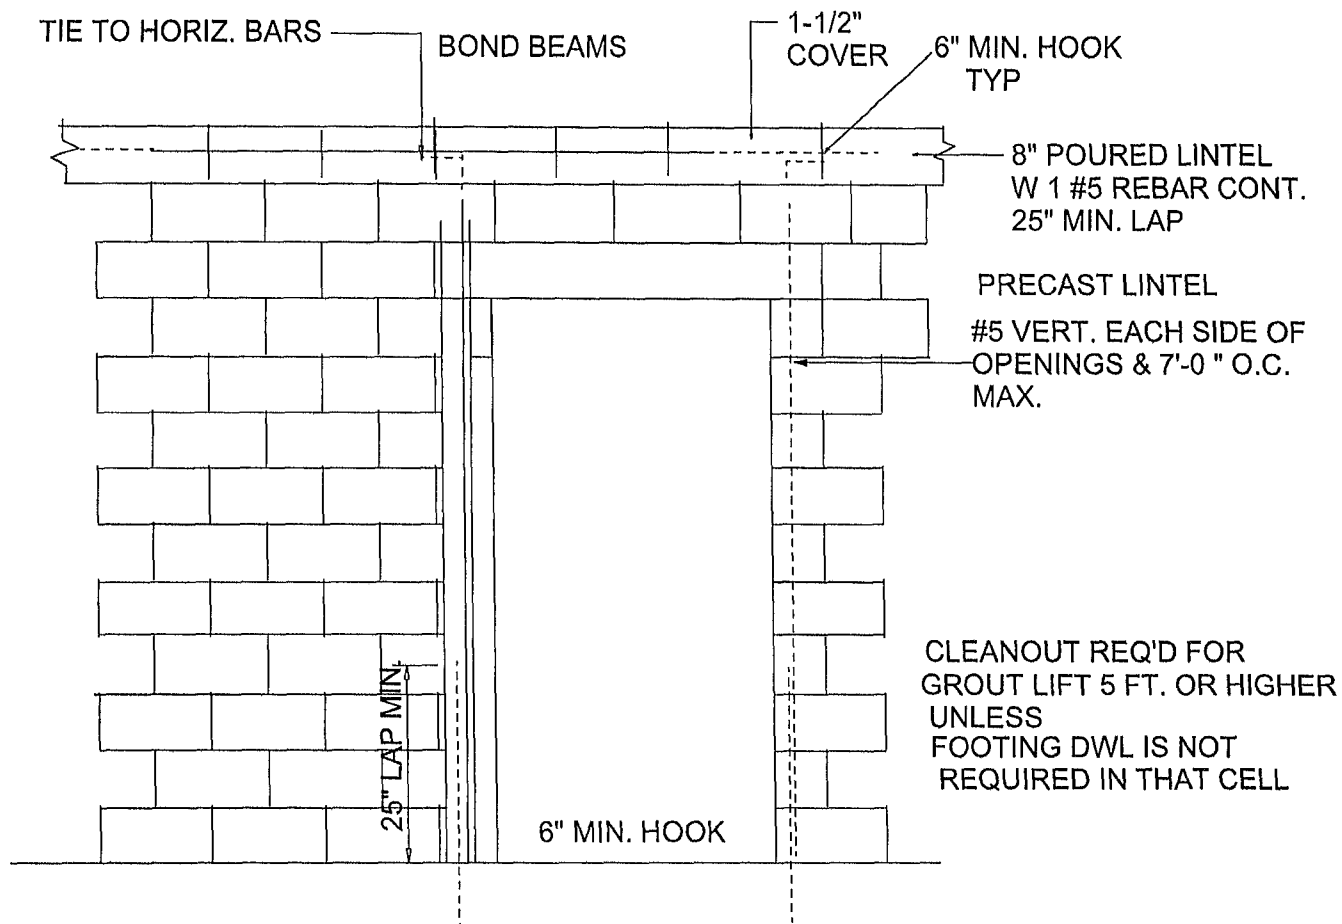 TIE TO HORIZ. BARS
BOND BEAMS
1-1/2"
COVER
6" MIN. HOOK
TYP
8" POURED LINTEL
W 1 #5 REBAR CONT.
25" MIN. LAP
PRECAST LINTEL
#5 VERT. EACH SIDE OF
OPENINGS & 7'-0 " O.C.
MAX.
25" LAP MIN.
CLEANOUT REQ'D FOR
GROUT LIFT 5 FT. OR HIGHER
UNLESS
FOOTING DWL IS NOT
REQUIRED IN THAT CELL
6" MIN. HOOK